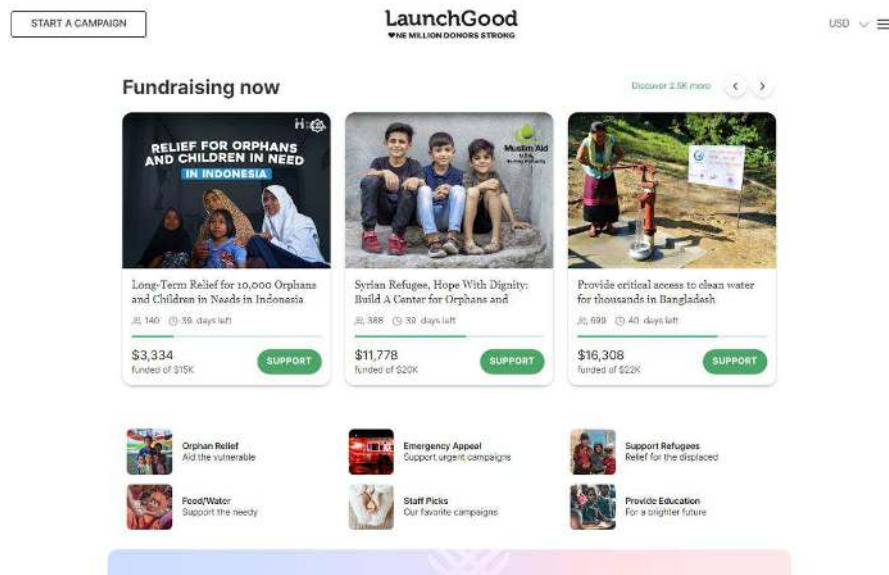 START A CAMPAIGN
LaunchGood
♥NE MILLION DONORS STRONG
USD
Fundraising now
Discover 2.5K more
RELIEF FOR ORPHANS
AND CHILDREN IN NEED
IN INDONESIA
Muslim Aid
USA
Long-Term Relief for 10,000 Orphans
and Children in Needs in Indonesia
140 39 days left
$3,334
funded of $15K
SUPPORT
Syrian Refugee, Hope With Dignity:
Build A Center for Orphans and
388 39 days left
$11,778
funded of $20K
SUPPORT
Provide critical access to clean water
for thousands in Bangladesh
699 40 days left
$16,308
funded of $22K
SUPPORT
Orphan Relief
Aid the vulnerable
Emergency Appeal
Support urgent campaigns
Support Refugees
Relief for the displaced
Food/Water
Support the needy
Staff Picks
Our favorite campaigns
Provide Education
For a brighter future